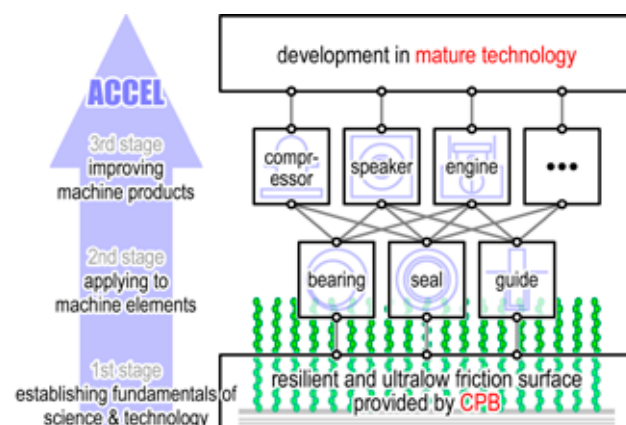 development in mature technology
ACCEL
3rd stage
improving
machine products
compr-
essor
speaker
engine
•••
2nd stage
applying to
machine elements
bearing
seal
guide
1st stage
establishing fundamentals of
science & technology
resilient and ultralow friction surface
provided by CPB